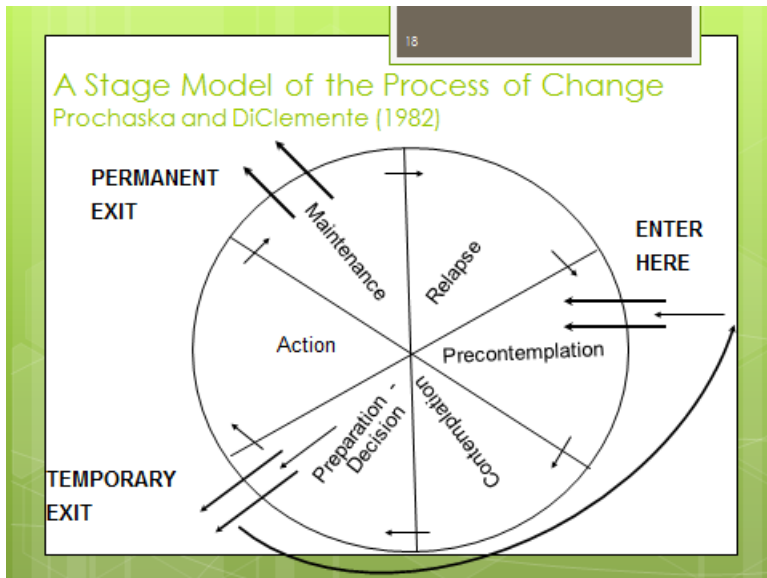 18
A Stage Model of the Process of Change
Prochaska and DiClemente (1982)
PERMANENT
EXIT
Maintenance
Relapse
ENTER
HERE
Action
Precontemplation
Preparation -
Decision
Contemplation
TEMPORARY
EXIT